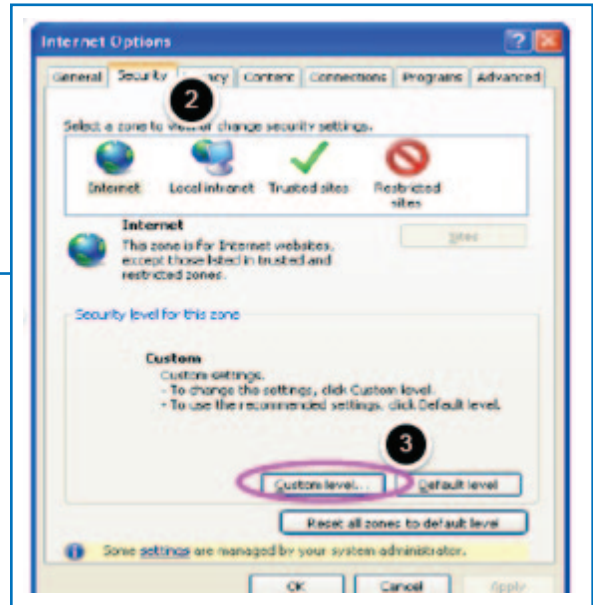 Internet Options
General Security Content Connections Programs Advanced
2
Select a zone to view or change security settings.
Internet Local intranet Trusted sites Restricted sites
Internet
This zone is for Internet websites,
except those listed in trusted and
restricted zones.
Sites
Security level for this zone
Custom
Custom settings.
- To change the settings, click Custom level.
- To use the recommended settings, click Default level.
3
Custom level... Default level
Reset all zones to default level
Some settings are managed by your system administrator.
OK Cancel Apply